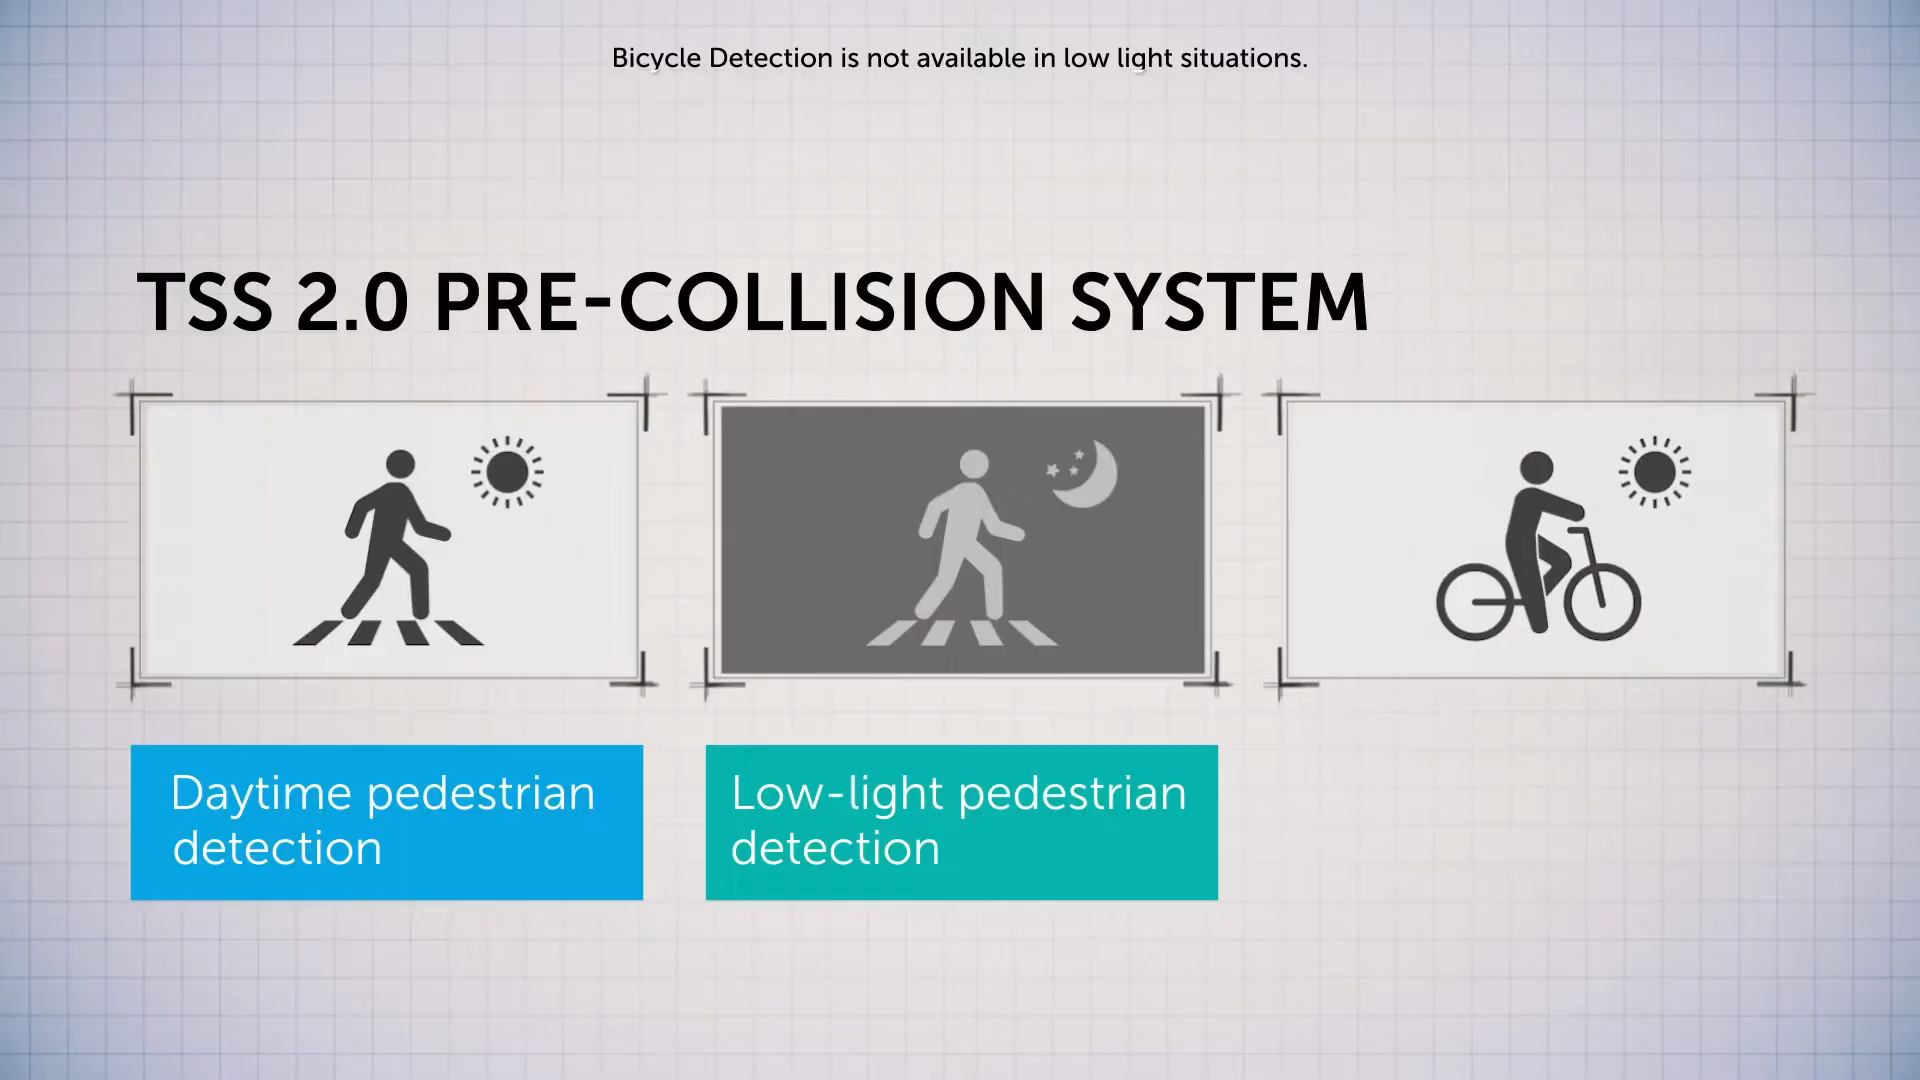 Bicycle Detection is not available in low light situations.
TSS 2.0 PRE-COLLISION SYSTEM
Daytime pedestrian
detection
Low-light pedestrian
detection